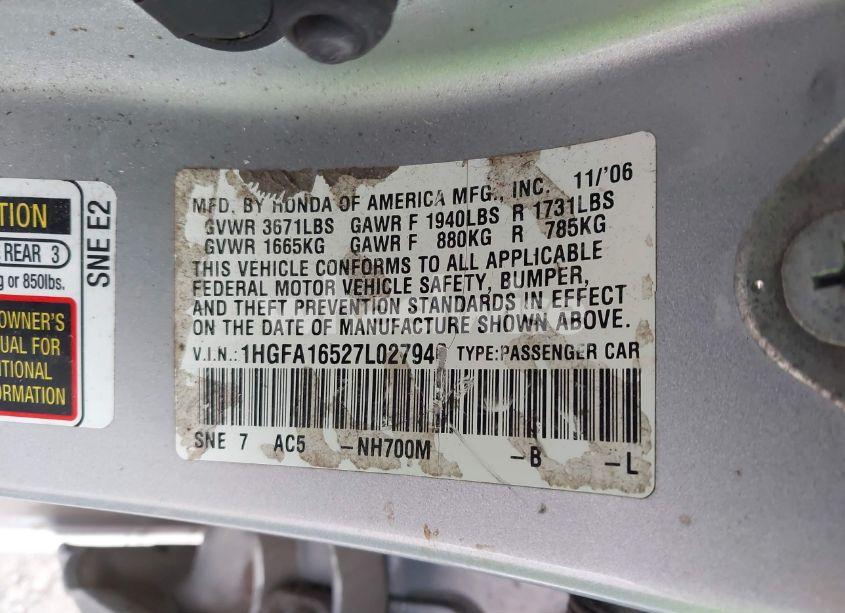 TION
REAR 3
g or 850lbs.
OWNER'S
UAL FOR
ITIONAL
FORMATION
SNE E2
MFD. BY HONDA OF AMERICA MFG., INC. 11/'06
GVWR 3671LBS GAWR F 1940LBS R 1731LBS
GVWR 1665KG GAWR F 880KG R 785KG
THIS VEHICLE CONFORMS TO ALL APPLICABLE
FEDERAL MOTOR VEHICLE SAFETY, BUMPER,
AND THEFT PREVENTION STANDARDS IN EFFECT
ON THE DATE OF MANUFACTURE SHOWN ABOVE.
V.I.N.: TYPE:PASSENGER CAR
SNE 7 AC5 -NH700M -B -L